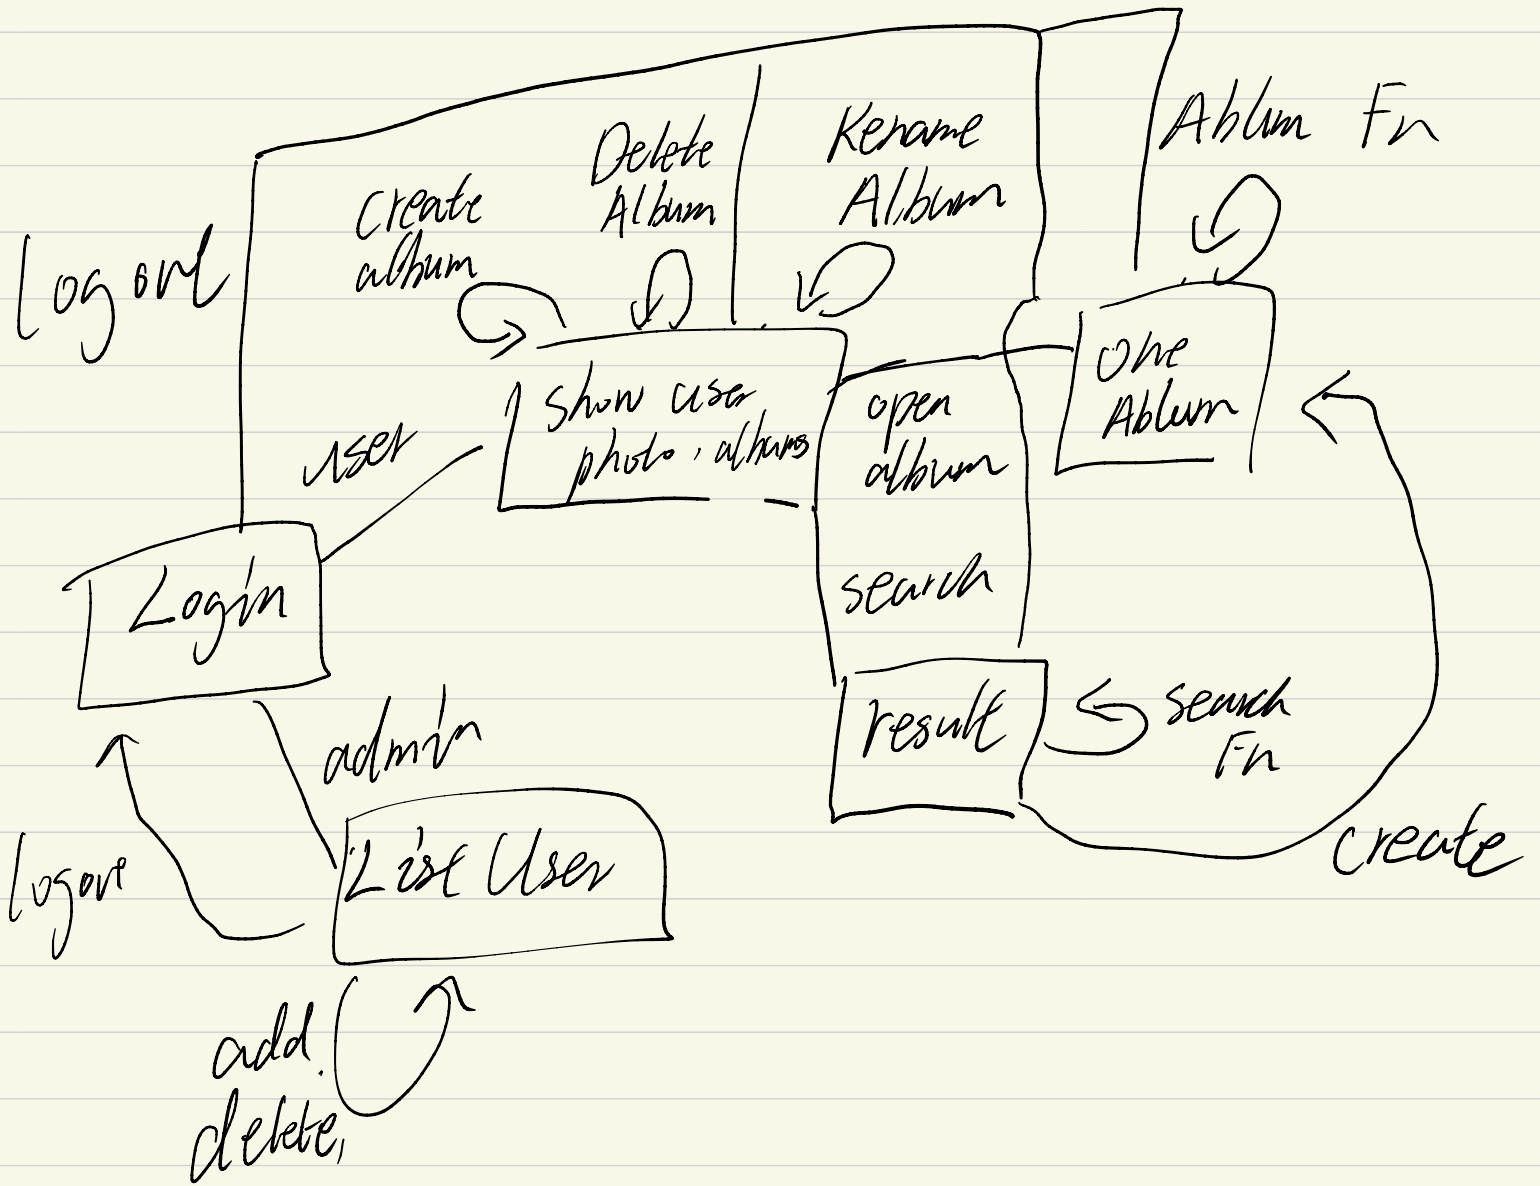 Ablum Fn
Rename
Album
Delete
Album
create
album
Logout
One
Ablum
show user
photo, albums
open
album
user
search
Login
result
search
Fn
admin
create
List User
logout
add.
delete,